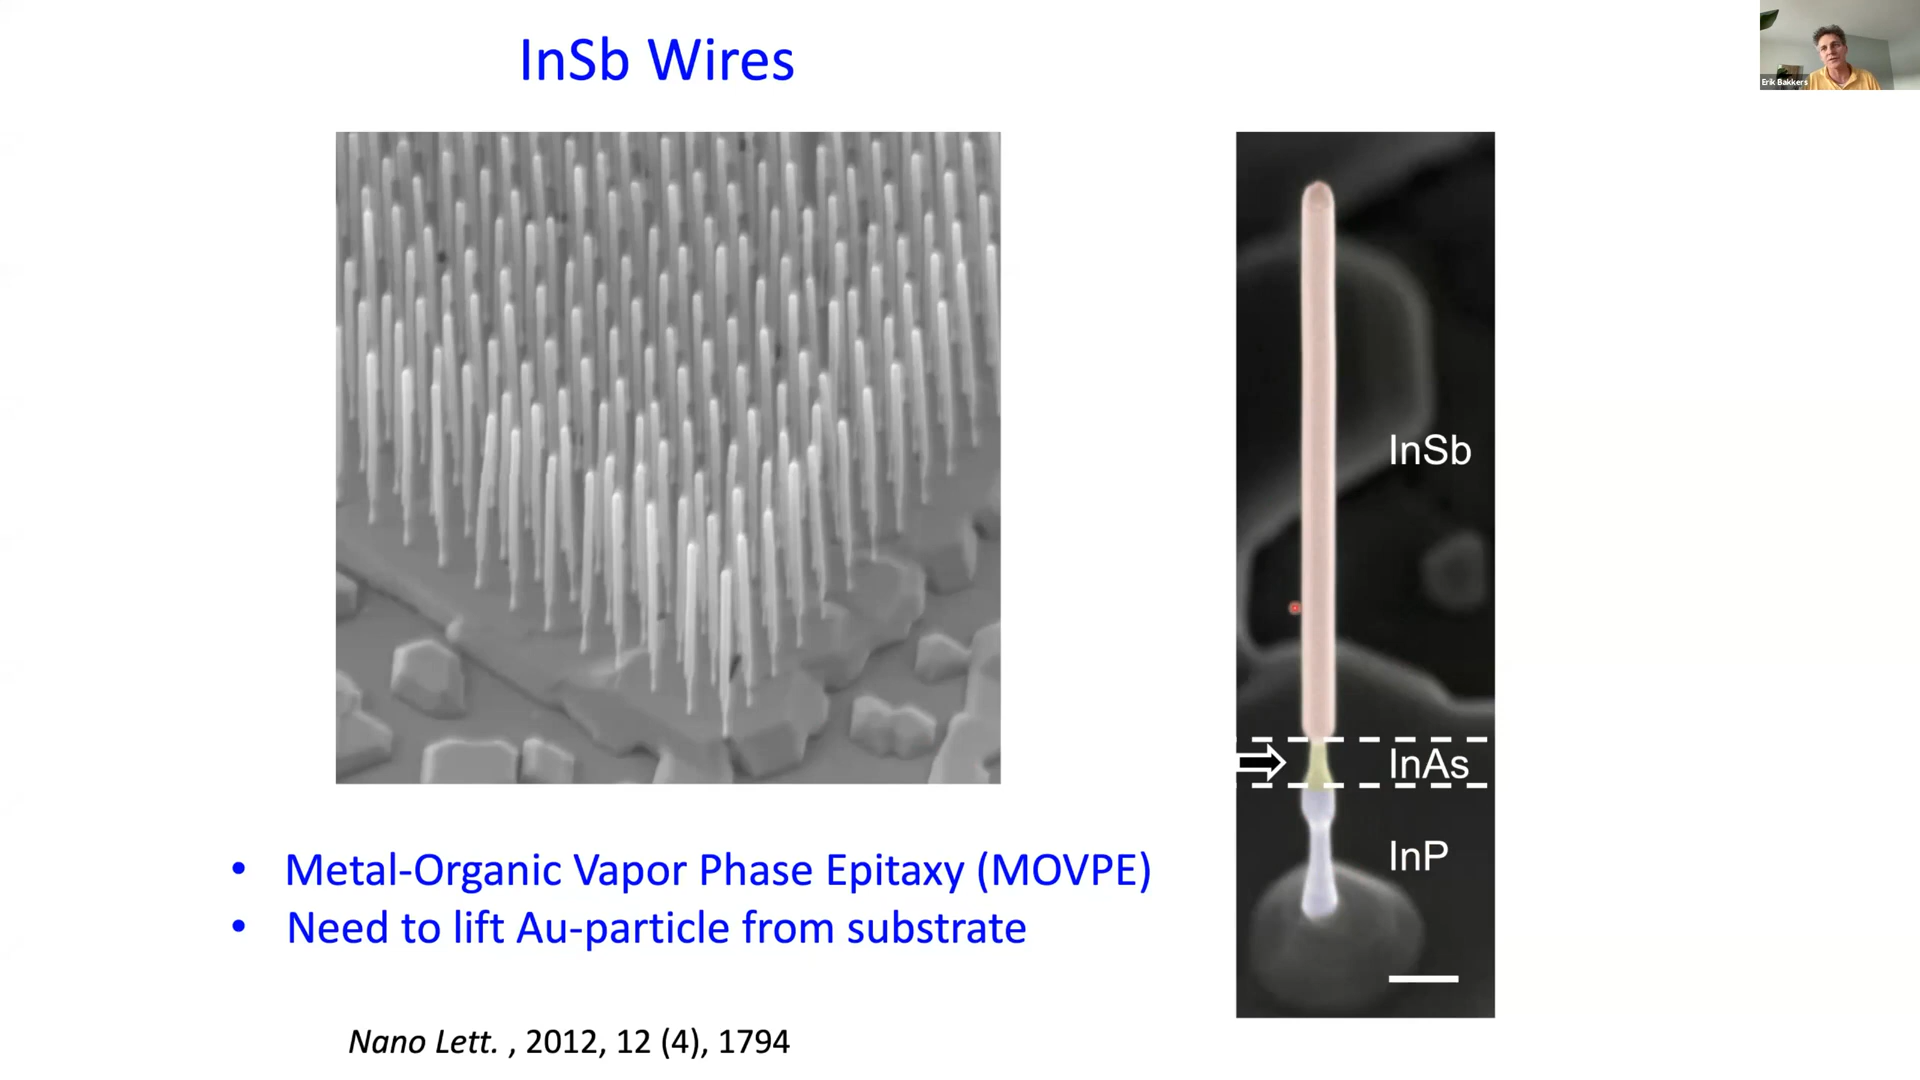 InSb Wires
Erik Bakkers
InSb
InAs
InP
• Metal-Organic Vapor Phase Epitaxy (MOVPE)
• Need to lift Au-particle from substrate
Nano Lett. , 2012, 12 (4), 1794